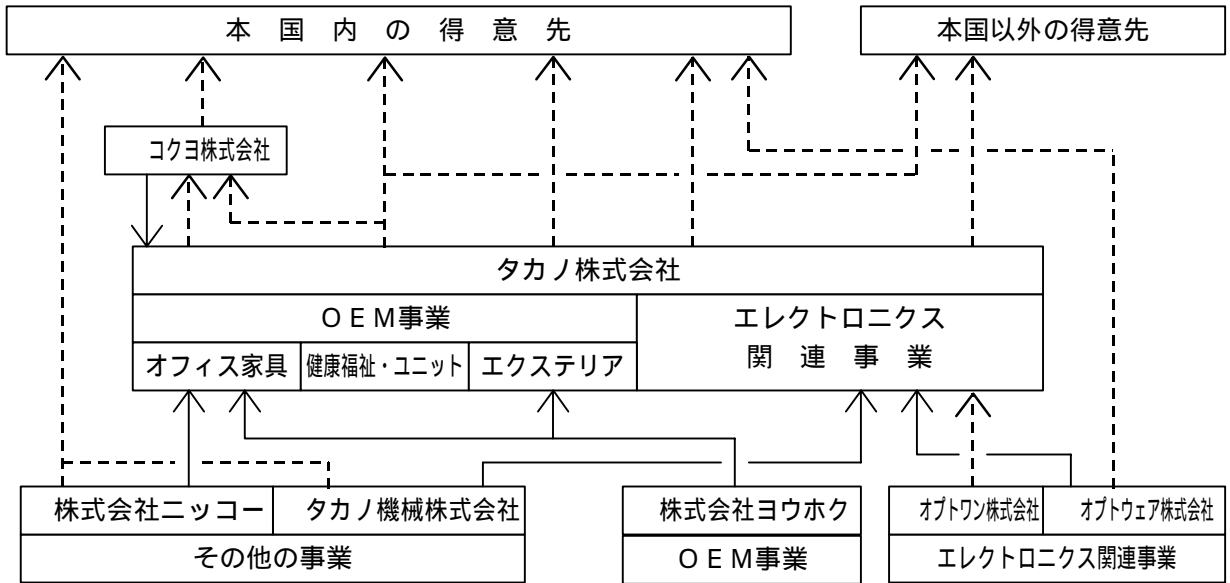 本国内の得意先
本国以外の得意先
コクヨ株式会社
タカノ株式会社
ＯＥＭ事業
エレクトロニクス
関連事業
オフィス家具
健康福祉・ユニット
エクステリア
株式会社ニッコー
タカノ機械株式会社
株式会社ヨウホク
オプトワン株式会社
オプトウェア株式会社
その他の事業
ＯＥＭ事業
エレクトロニクス関連事業